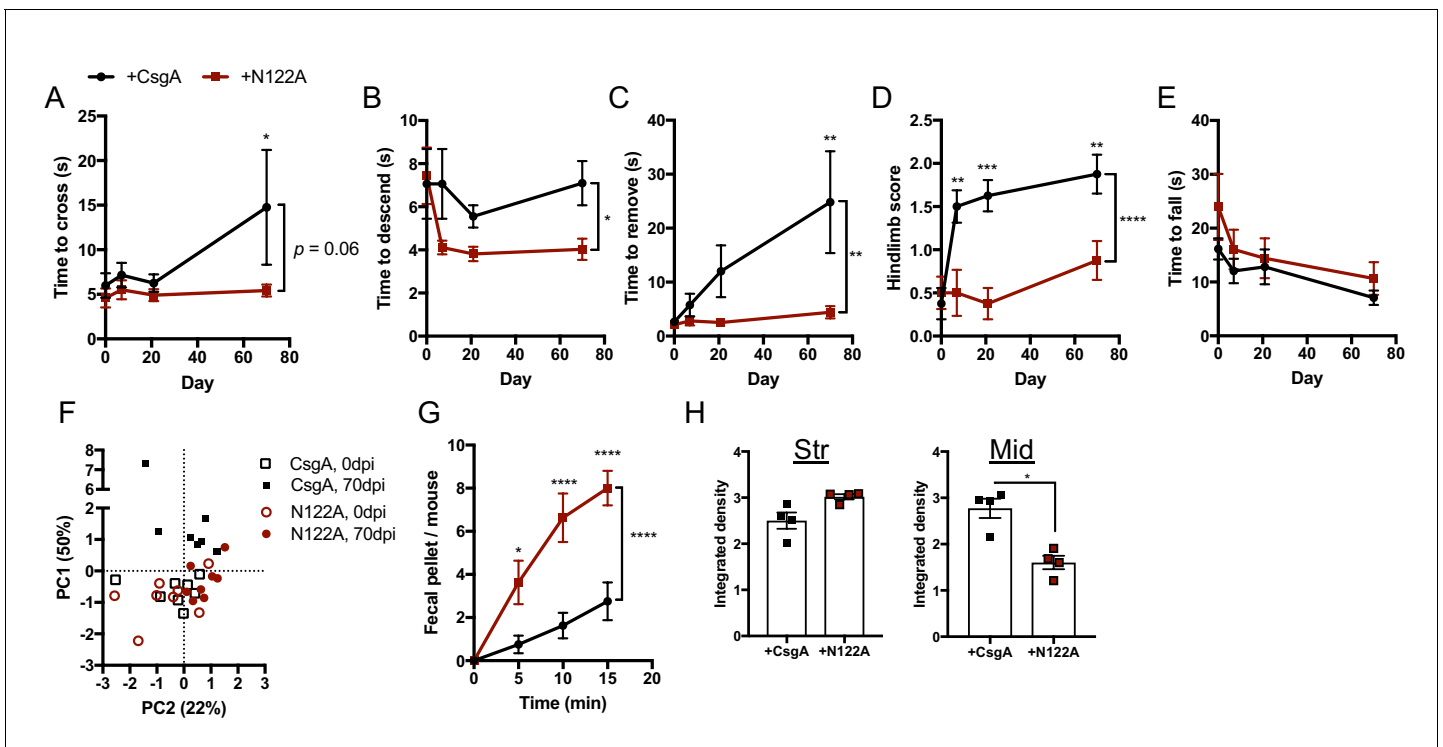 +CsgA +N122A
A
Time to cross (s)
25
20
15
10
5
0
0 20 40 60 80
Day
*
p = 0.06
B
Time to descend (s)
10
8
6
4
2
0
0 20 40 60 80
Day
*
C
Time to remove (s)
40
30
20
10
0
0 20 40 60 80
Day
**
**
D
Hindlimb score
2.5
2.0
1.5
1.0
0.5
0.0
0 20 40 60 80
Day
**
***
**
****
E
Time to fall (s)
40
30
20
10
0
0 20 40 60 80
Day
F
PC1 (50%)
8
6
2
1
0
-1
-2
-3
-3 -2 -1 0 1 2 3
PC2 (22%)
CsgA, 0dpi
CsgA, 70dpi
N122A, 0dpi
N122A, 70dpi
G
Fecal pellet / mouse
10
8
6
4
2
0
0 5 10 15 20
Time (min)
*
****
****
****
H
Str
Integrated density
4
3
2
1
0
+CsgA +N122A
Mid
Integrated density
4
3
2
1
0
+CsgA +N122A
*